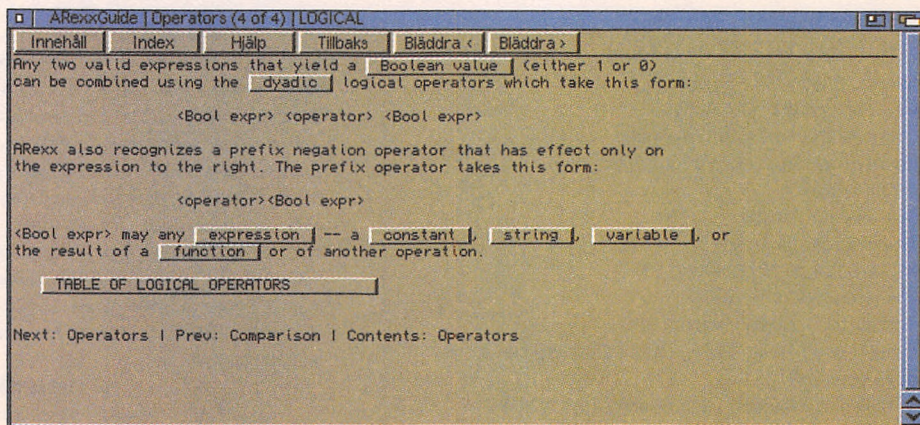 ARexxGuide | Operators (4 of 4) | LOGICAL
Innehåll Index Hjälp Tillbaks Bläddra < Bläddra >
Any two valid expressions that yield a Boolean value (either 1 or 0)
can be combined using the dyadic logical operators which take this form:
<Bool expr> <operator> <Bool expr>
ARexx also recognizes a prefix negation operator that has effect only on
the expression to the right. The prefix operator takes this form:
<operator><Bool expr>
<Bool expr> may any expression -- a constant, string, variable, or
the result of a function or of another operation.
TABLE OF LOGICAL OPERATORS
Next: Operators | Prev: Comparison | Contents: Operators